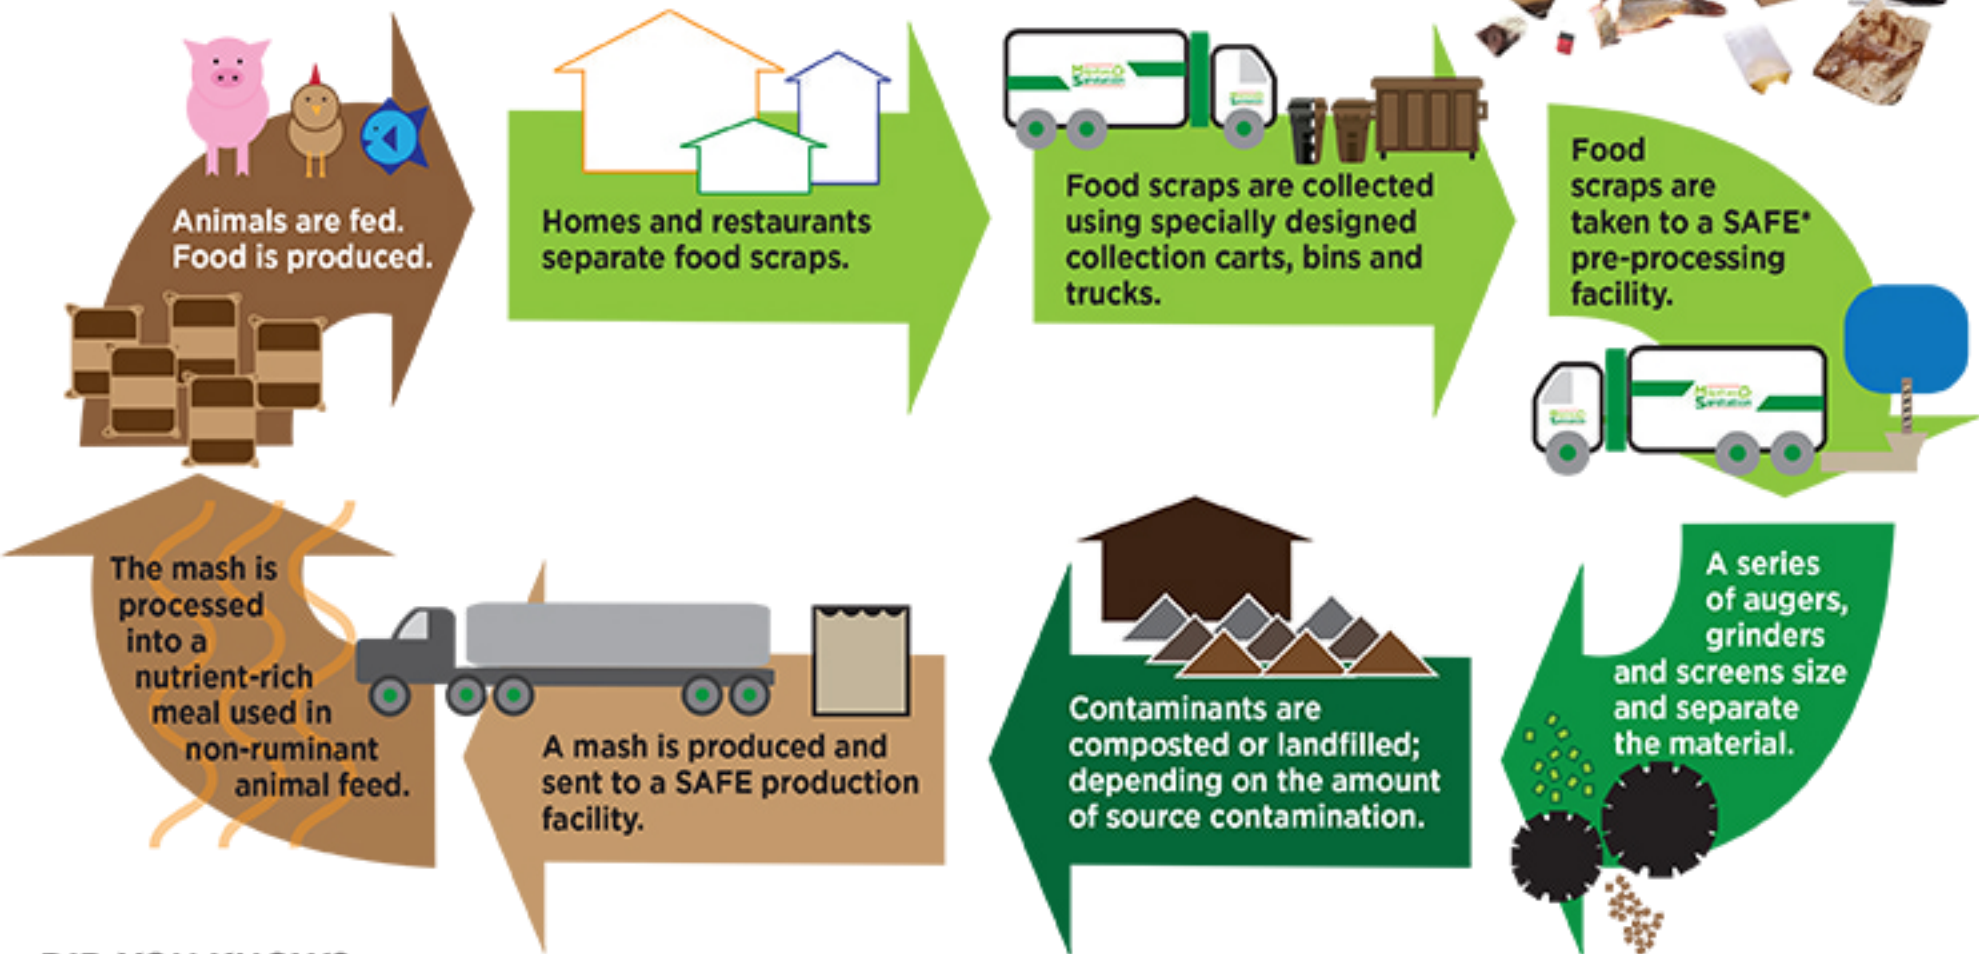 Animals are fed.
Food is produced.
Homes and restaurants
separate food scraps.
Food scraps are collected
using specially designed
collection carts, bins and
trucks.
Food
scraps are
taken to a SAFE*
pre-processing
facility.
A series
of augers,
grinders
and screens size
and separate
the material.
Contaminants are
composted or landfilled;
depending on the amount
of source contamination.
A mash is produced and
sent to a SAFE production
facility.
The mash is
processed
into a
nutrient-rich
meal used in
non-ruminant
animal feed.